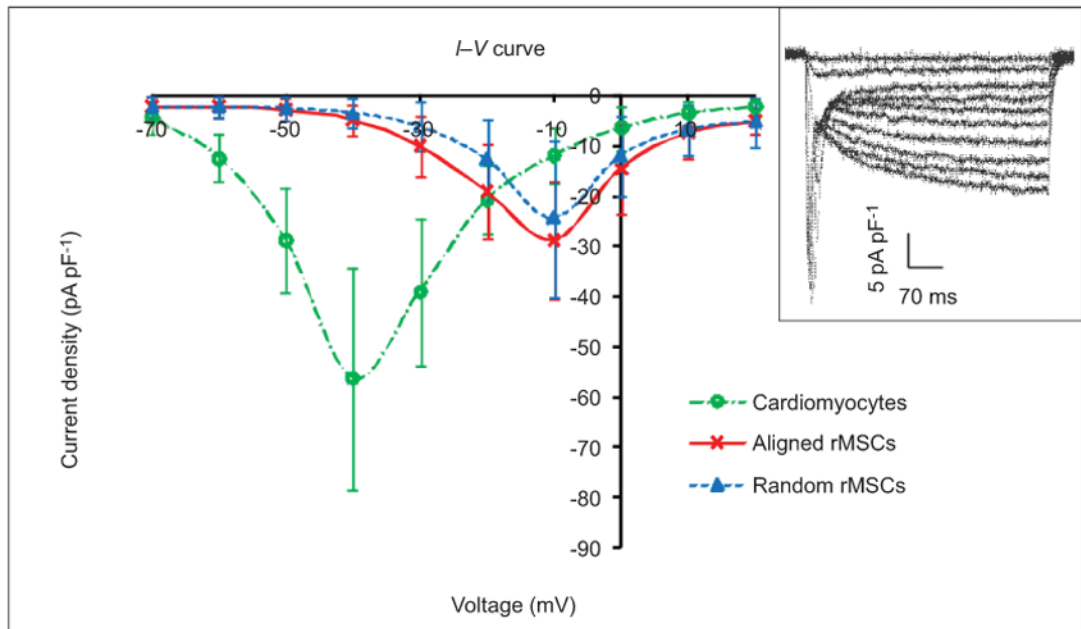 I–V curve
0
-70
-50
-30
-10
10
-10
-20
-30
-40
-50
-60
-70
-80
-90
Current density (pA pF-1)
Voltage (mV)
Cardiomyocytes
Aligned rMSCs
Random rMSCs
5 pA pF-1
70 ms